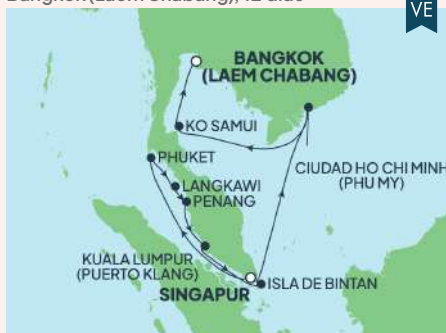 VE
BANGKOK
(LAEM CHABANG)
KO SAMUI
PHUKET
LANGKAWI
PENANG
CIUDAD HO CHI MINH
(PHU MY)
KUALA LUMPUR
(PUERTO KLANG)
ISLA DE BINTAN
SINGAPUR